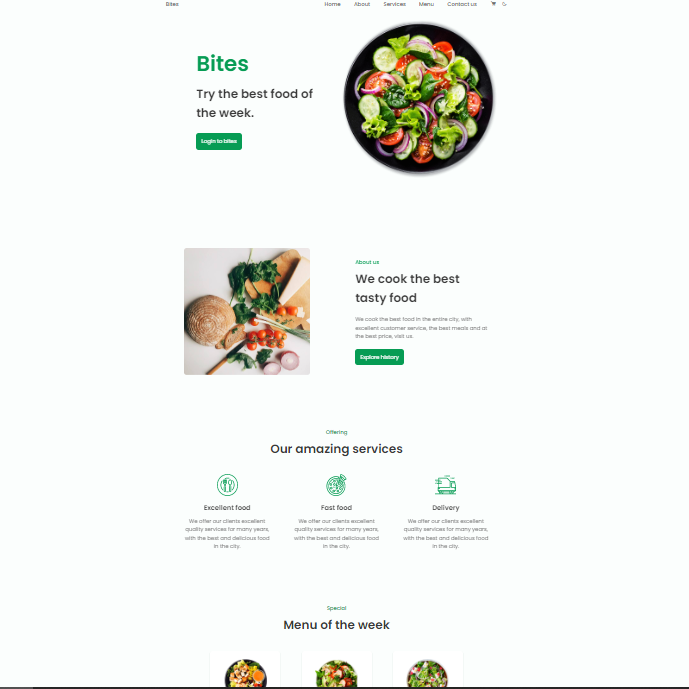 Bites
Home About Services Menu Contact us
Bites
Try the best food of
the week.
Login to bites
About us
We cook the best
tasty food
We cook the best food in the entire city, with
excellent customer service, the best meals and at
the best price, visit us.
Explore history
Offering
Our amazing services
Excellent food
We offer our clients excellent
quality services for many years,
with the best and delicious food
in the city.
Fast food
We offer our clients excellent
quality services for many years,
with the best and delicious food
in the city.
Delivery
We offer our clients excellent
quality services for many years,
with the best and delicious food
in the city.
Special
Menu of the week